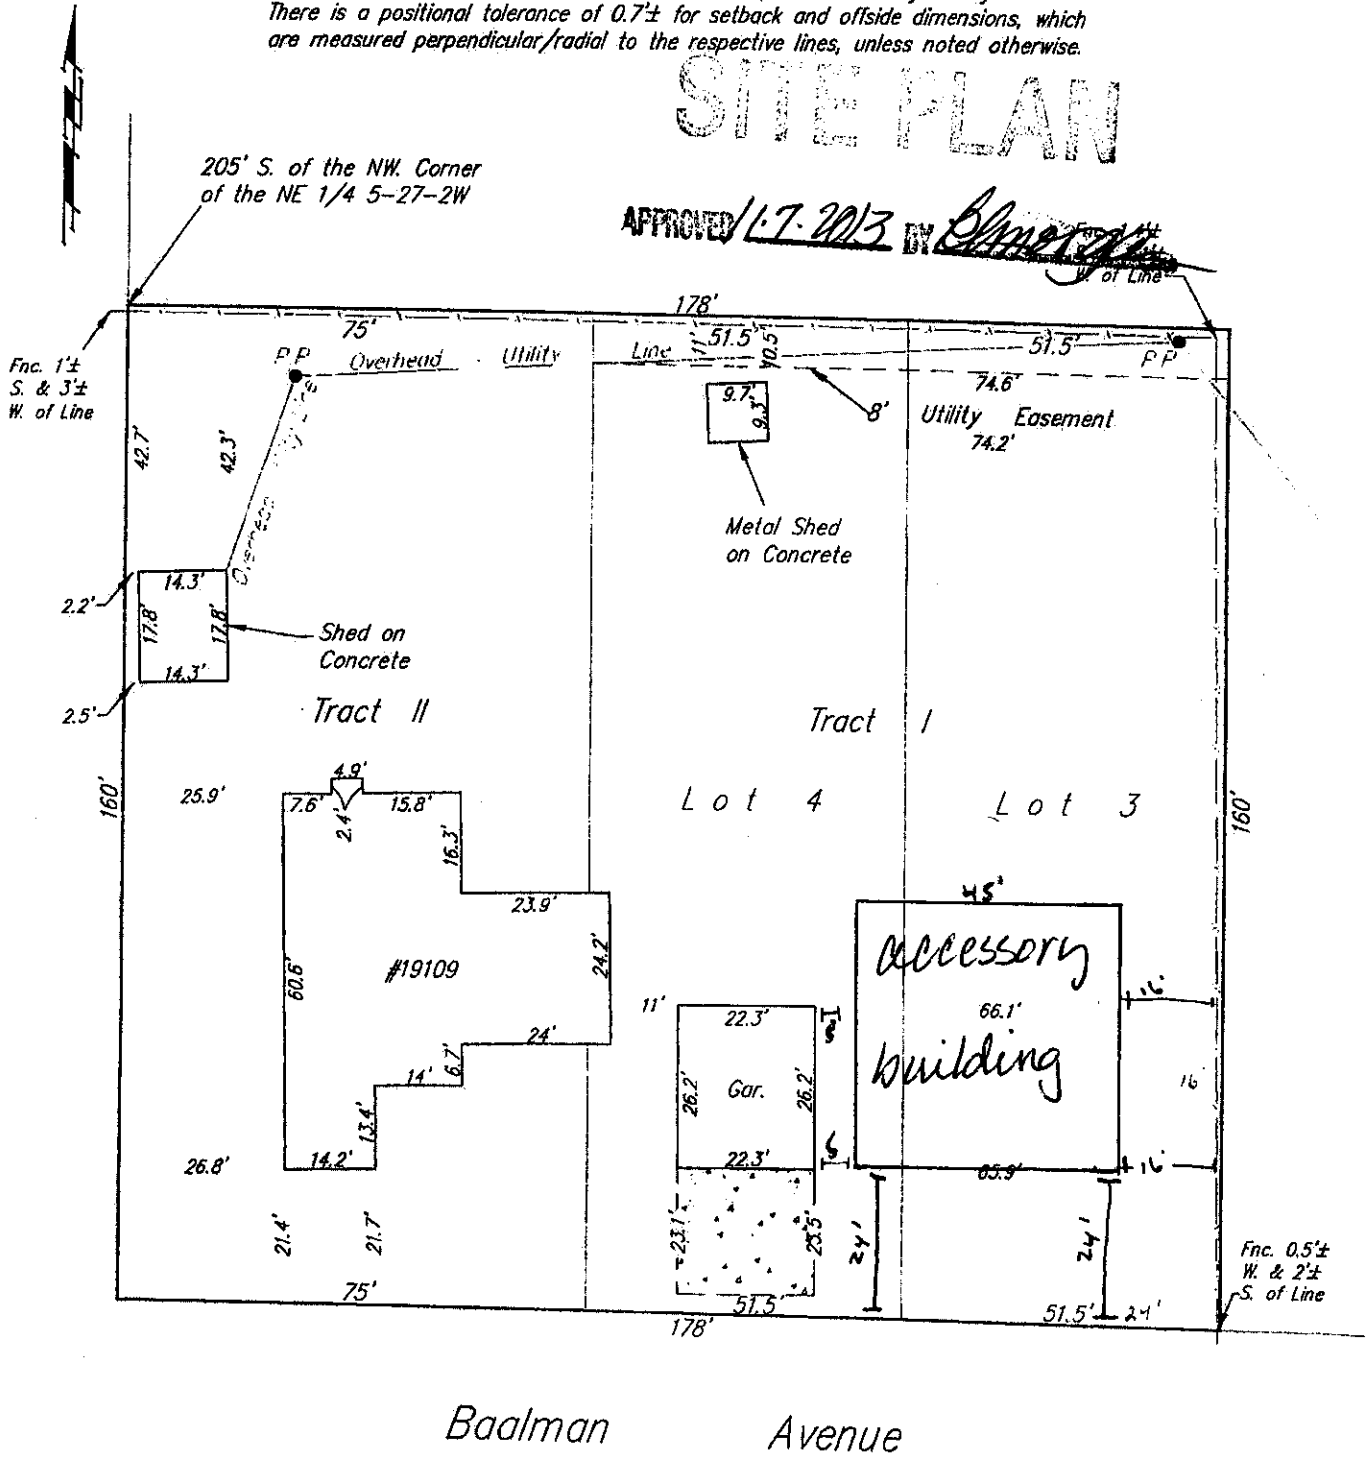 There is a positional tolerance of 0.7'± for setback and offside dimensions, which
are measured perpendicular/radial to the respective lines, unless noted otherwise.
SITE PLAN
205' S. of the NW. Corner
of the NE 1/4 5-27-2W
APPROVED 11.7.2013 BY
W. of Line
178'
75'
51.5'
51.5'
11'
10.5'
Fnc. 1'±
S. & 3'±
W. of Line
P.P.
Overhead Utility Line
P.P.
74.6'
9.7'
9.3'
8' Utility Easement
74.2'
42.7'
42.3'
Overhead
Metal Shed
on Concrete
14.3'
2.2'
17.8'
17.8'
Shed on
Concrete
14.3'
2.5'
Tract II
Tract I
4.9'
25.9'
7.6'
15.8'
2.4'
160'
Lot 4
Lot 3
160'
16.3'
23.9'
45'
accessory
24.2'
60.6'
#19109
16'
11'
22.3'
66.1'
24'
building
6.7'
14'
26.2'
Gar.
26.2'
16
13.4'
26.8'
14.2'
22.3'
65.9'
16'
21.4'
21.7'
23.1'
25.5'
24'
24'
Fnc. 0.5'±
W. & 2'±
S. of Line
75'
51.5'
51.5'
24'
178'
Baalman Avenue